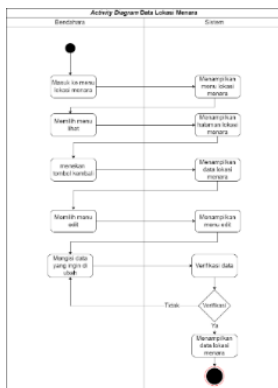 Activity Diagram Data Lokasi Menara
Bendahara
Sistem
Masuk ke menu
lokasi menara
Menampilkan
menu lokasi
menara
Memilih menu
lihat
Menampilkan
halaman lokasi
menara
menekan
tombol kembali
Menampilkan
data lokasi
menara
Memilih menu
edit
Menampilkan
menu edit
Mengisi data
yang ingin di
ubah
Verifikasi data
Tidak
Verifikasi
Ya
Menampilkan
data lokasi
menara